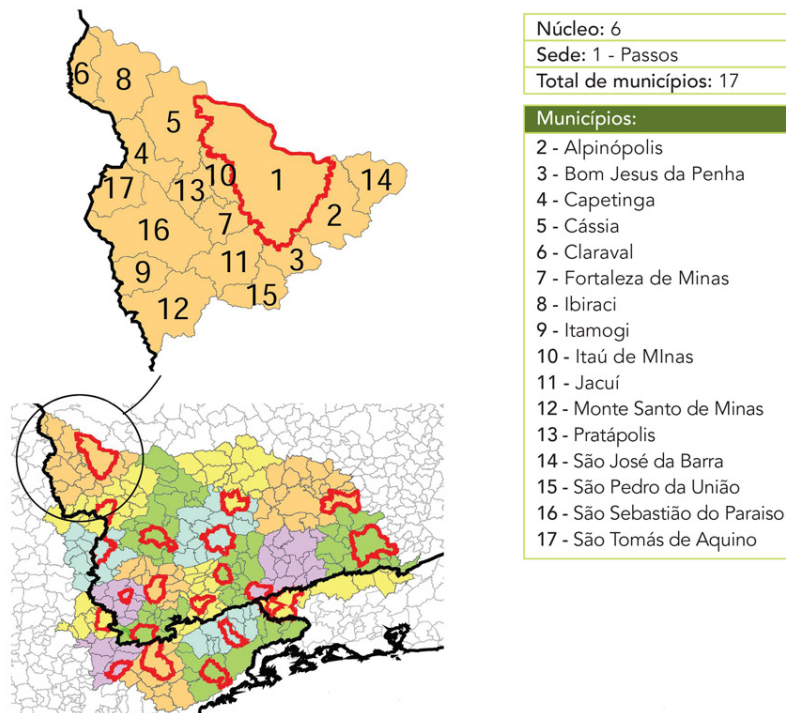 6
8
5
4
10
1
14
17
13
2
7
16
3
11
9
15
12
Núcleo: 6
Sede: 1 - Passos
Total de municípios: 17
Municípios:
2 - Alpinópolis
3 - Bom Jesus da Penha
4 - Capetinga
5 - Cássia
6 - Claraval
7 - Fortaleza de Minas
8 - Ibiraci
9 - Itamogi
10 - Itaú de MInas
11 - Jacuí
12 - Monte Santo de Minas
13 - Pratápolis
14 - São José da Barra
15 - São Pedro da União
16 - São Sebastião do Paraiso
17 - São Tomás de Aquino